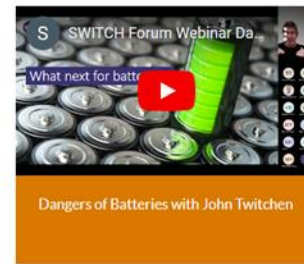 S SWITCH Forum Webinar Da...
What next for batte
Dangers of Batteries with John Twitchen